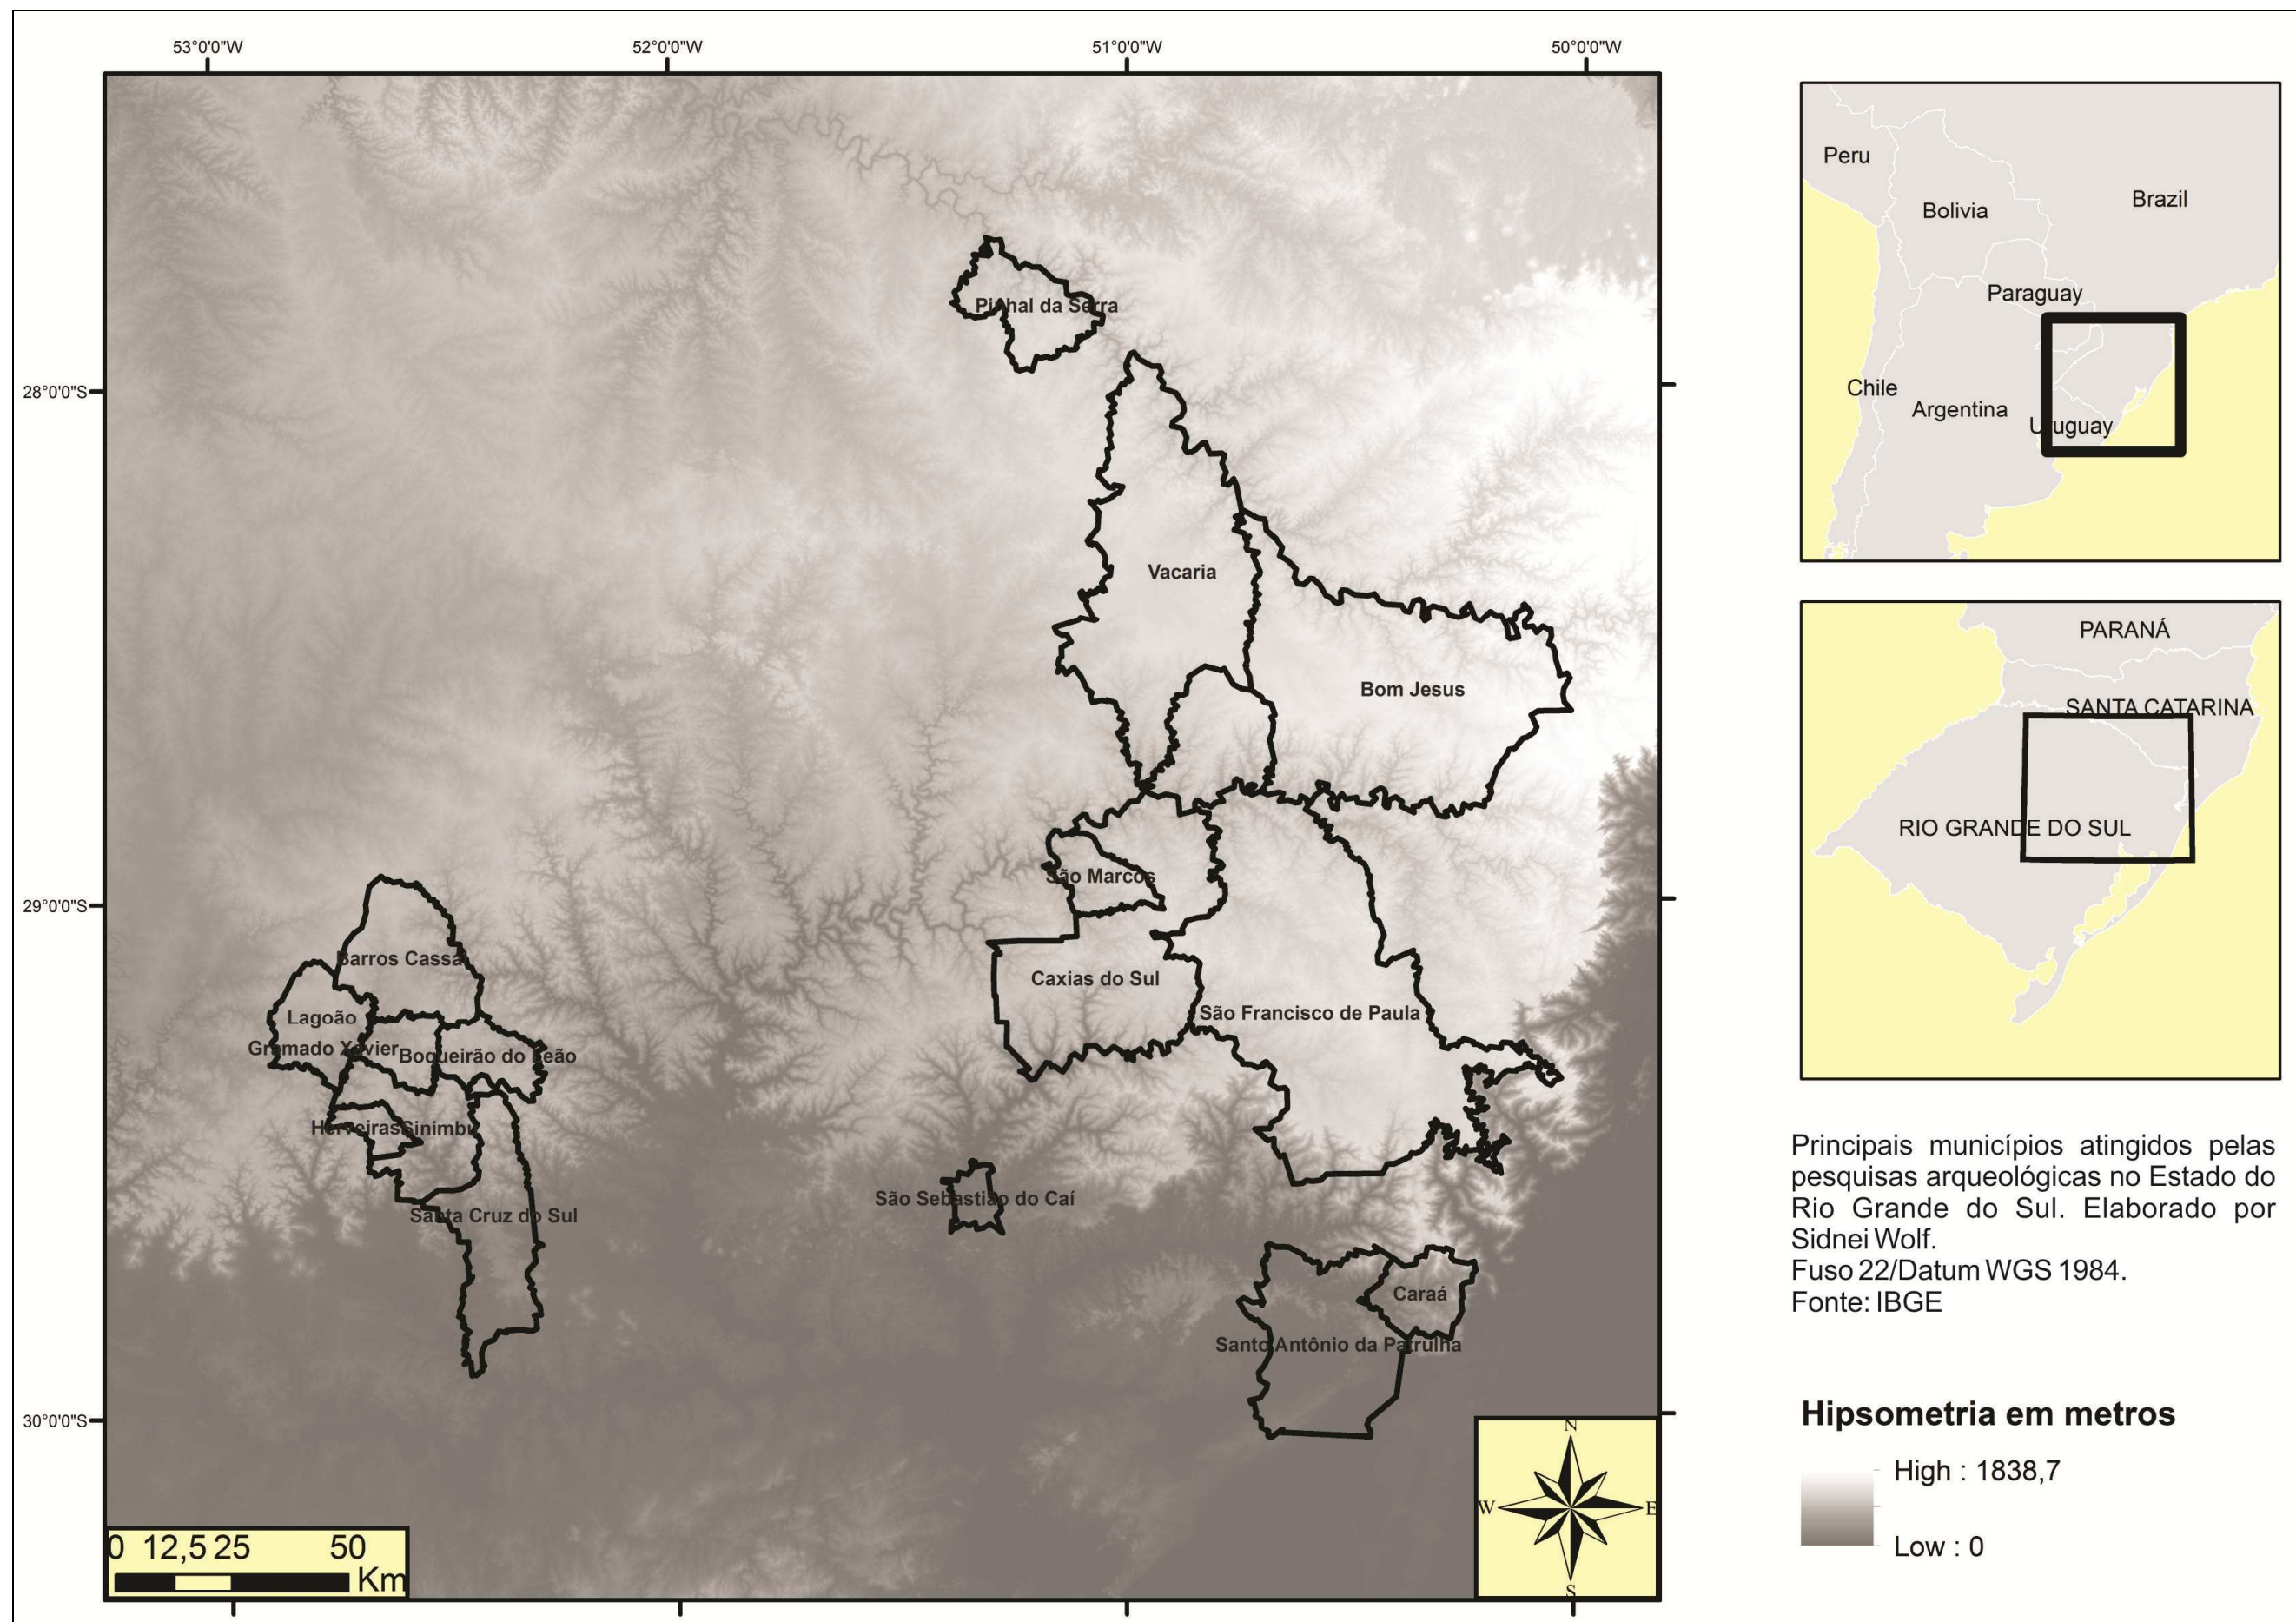 53°0'0"W
52°0'0"W
51°0'0"W
50°0'0"W
28°0'0"S
29°0'0"S
30°0'0"S
Pinhal da Serra
Vacaria
Bom Jesus
São Marcos
Caxias do Sul
São Francisco de Paula
Barros Cassal
Lagoão
Gramado Xavier
Boqueirão do Leão
Herveiras
Sinimbu
Santa Cruz do Sul
São Sebastião do Caí
Caraá
Santo Antônio da Patrulha
0 12,5 25 50
Km
N
W
E
S
Peru
Brazil
Bolivia
Paraguay
Chile
Argentina
Uruguay
PARANÁ
SANTA CATARINA
RIO GRANDE DO SUL
Principais municípios atingidos pelas
pesquisas arqueológicas no Estado do
Rio Grande do Sul. Elaborado por
Sidnei Wolf.
Fuso 22/Datum WGS 1984.
Fonte: IBGE
Hipsometria em metros
High : 1838,7
Low : 0